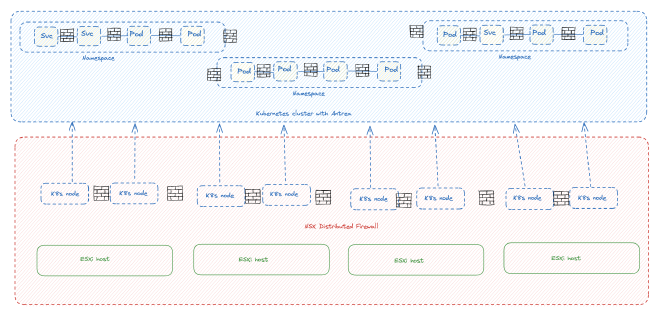 Svc Svc Pod Pod
Namespace
Pod Svc Pod Pod
Namespace
Pod Pod Pod Pod
Namespace
Kubernetes cluster with Antrea
K8s node K8s node K8s node K8s node K8s node K8s node K8s node K8s node
ESX Distributed Firewall
ESXi host ESXi host ESXi host ESXi host